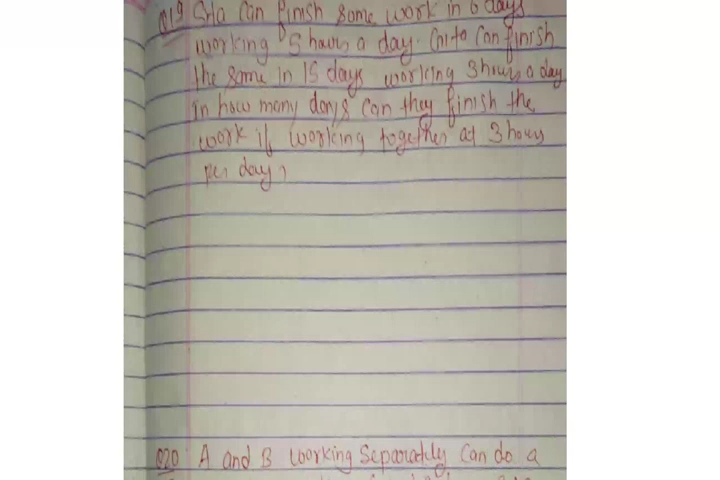 Q19 Sita Can Finish Some work in 6 days
working 5 hours a day. Gita Can finish
the same in 15 days working 3 hours a day
in how many days can they finish the
work if working together at 3 hours
per day,
Q20 A and B working Separately Can do a